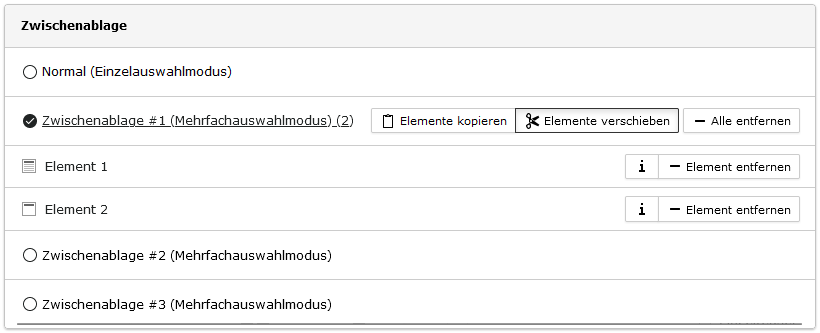 Zwischenablage
Normal (Einzelauswahlmodus)
Zwischenablage #1 (Mehrfachauswahlmodus) (2) Elemente kopieren Elemente verschieben Alle entfernen
Element 1 i Element entfernen
Element 2 i Element entfernen
Zwischenablage #2 (Mehrfachauswahlmodus)
Zwischenablage #3 (Mehrfachauswahlmodus)